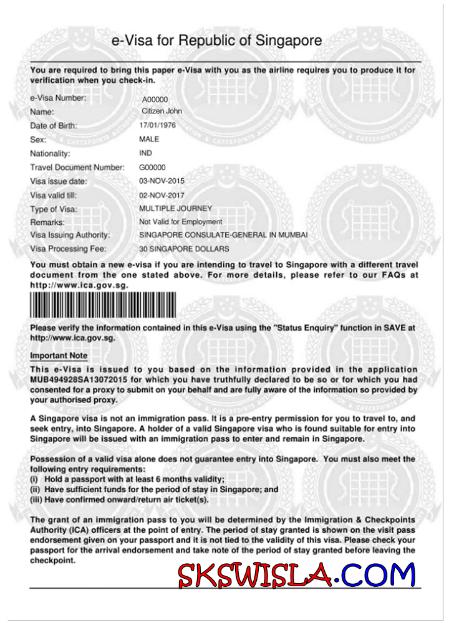 e-Visa for Republic of Singapore
You are required to bring this paper e-Visa with you as the airline requires you to produce it for
verification when you check-in.
e-Visa Number: A00000
Name: Citizen John
Date of Birth: 17/01/1976
Sex: MALE
Nationality: IND
Travel Document Number: G00000
Visa issue date: 03-NOV-2015
Visa valid till: 02-NOV-2017
Type of Visa: MULTIPLE JOURNEY
Remarks: Not Valid for Employment
Visa Issuing Authority: SINGAPORE CONSULATE-GENERAL IN MUMBAI
Visa Processing Fee: 30 SINGAPORE DOLLARS
You must obtain a new e-visa if you are intending to travel to Singapore with a different travel
document from the one stated above. For more details, please refer to our FAQs at
http://www.ica.gov.sg.
Please verify the information contained in this e-Visa using the "Status Enquiry" function in SAVE at
http://www.ica.gov.sg.
Important Note
This e-Visa is issued to you based on the information provided in the application
MUB494928SA13072015 for which you have truthfully declared to be so or for which you had
consented for a proxy to submit on your behalf and are fully aware of the information so provided by
your authorised proxy.
A Singapore visa is not an immigration pass. It is a pre-entry permission for you to travel to, and
seek entry, into Singapore. A holder of a valid Singapore visa who is found suitable for entry into
Singapore will be issued with an immigration pass to enter and remain in Singapore.
Possession of a valid visa alone does not guarantee entry into Singapore. You must also meet the
following entry requirements:
(i) Hold a passport with at least 6 months validity;
(ii) Have sufficient funds for the period of stay in Singapore; and
(iii) Have confirmed onward/return air ticket(s).
The grant of an immigration pass to you will be determined by the Immigration & Checkpoints
Authority (ICA) officers at the point of entry. The period of stay granted is shown on the visit pass
endorsement given on your passport and it is not tied to the validity of this visa. Please check your
passport for the arrival endorsement and take note of the period of stay granted before leaving the
checkpoint.
SKSWISLA.COM